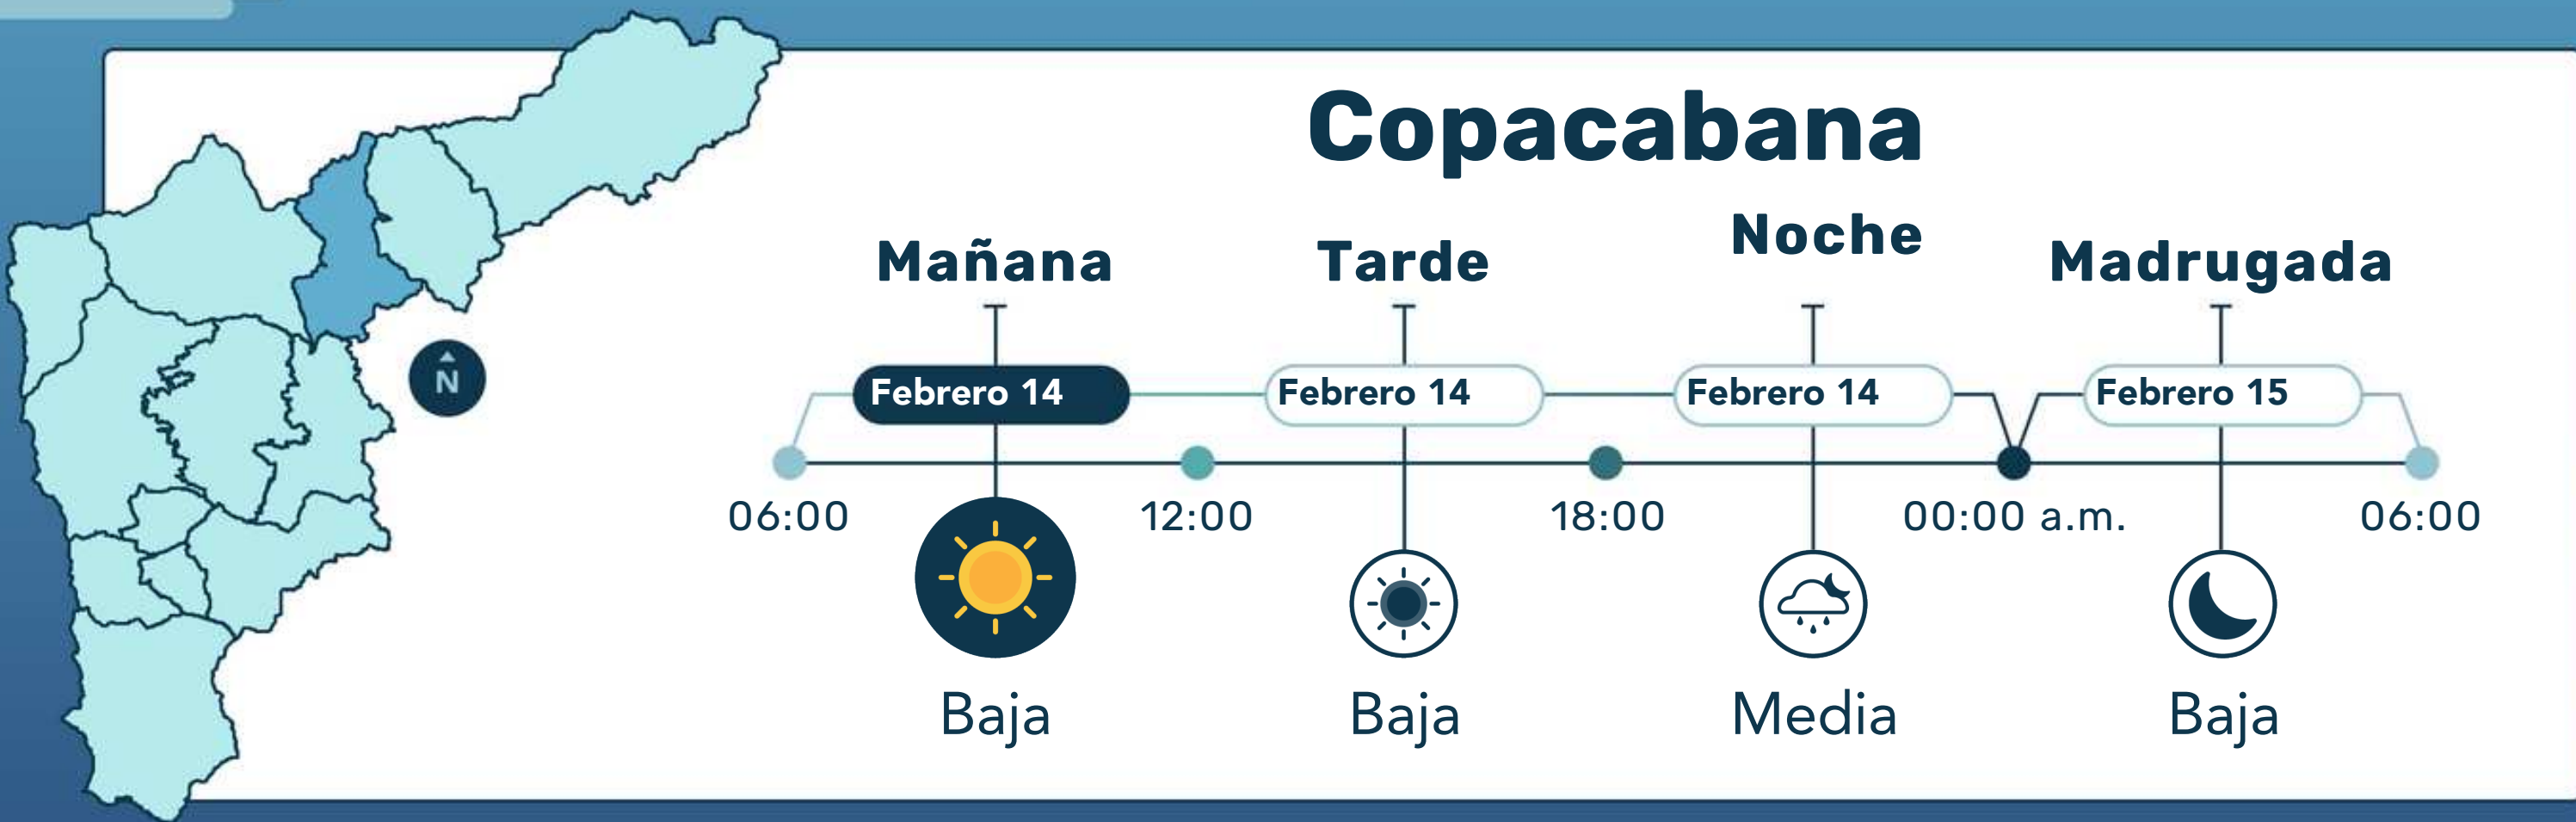 Copacabana
Mañana
Tarde
Noche
Madrugada
Febrero 14
Febrero 14
Febrero 14
Febrero 15
N
06:00
12:00
18:00
00:00 a.m.
06:00
Baja
Baja
Media
Baja